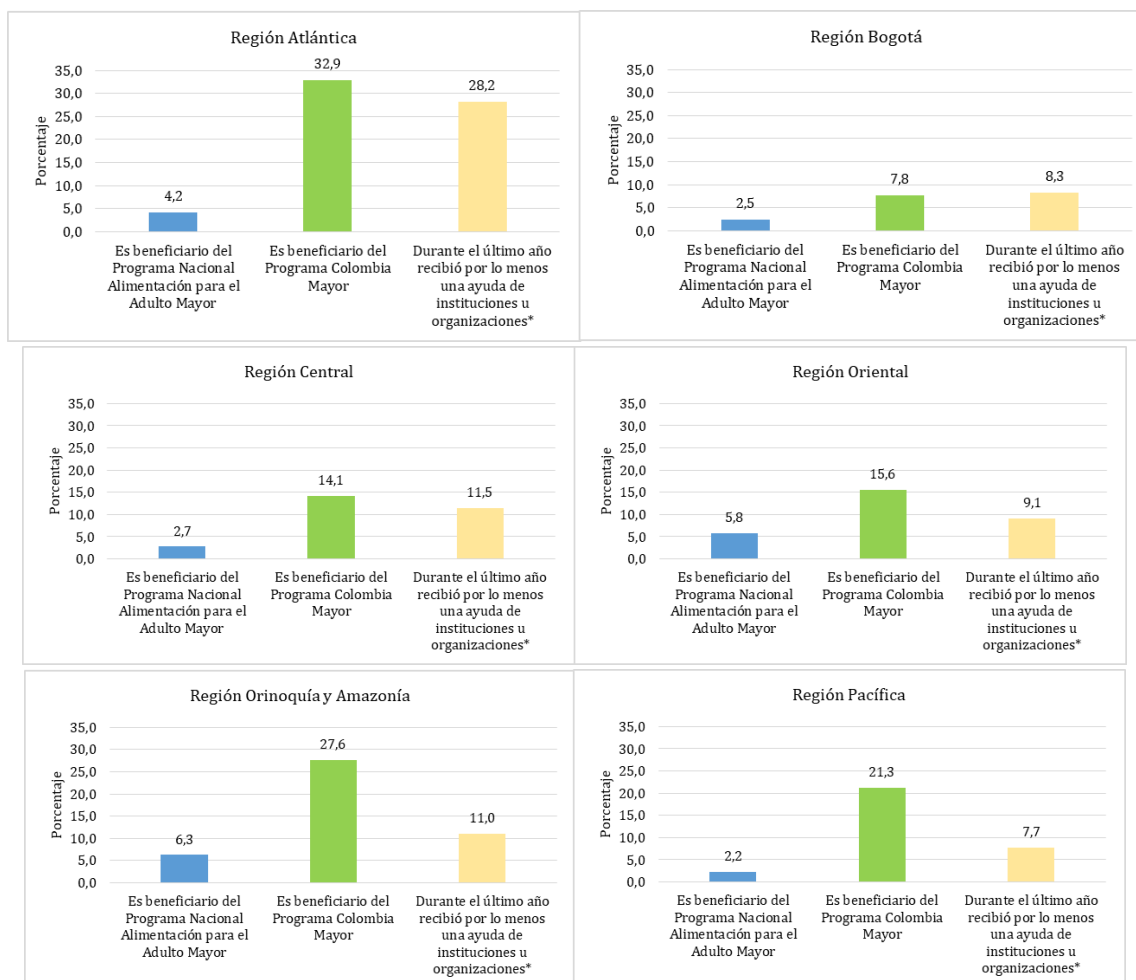 Región Atlántica
Porcentaje
35,0
30,0
25,0
20,0
15,0
10,0
5,0
0,0
4,2
32,9
28,2
Es beneficiario del
Programa Nacional
Alimentación para el
Adulto Mayor
Es beneficiario del
Programa Colombia
Mayor
Durante el último año
recibió por lo menos
una ayuda de
instituciones u
organizaciones*
Región Bogotá
Porcentaje
35,0
30,0
25,0
20,0
15,0
10,0
5,0
0,0
2,5
7,8
8,3
Es beneficiario del
Programa Nacional
Alimentación para el
Adulto Mayor
Es beneficiario del
Programa Colombia
Mayor
Durante el último año
recibió por lo menos
una ayuda de
instituciones u
organizaciones*
Región Central
Porcentaje
35,0
30,0
25,0
20,0
15,0
10,0
5,0
0,0
2,7
14,1
11,5
Es beneficiario del
Programa Nacional
Alimentación para el
Adulto Mayor
Es beneficiario del
Programa Colombia
Mayor
Durante el último año
recibió por lo menos
una ayuda de
instituciones u
organizaciones*
Región Oriental
Porcentaje
35,0
30,0
25,0
20,0
15,0
10,0
5,0
0,0
5,8
15,6
9,1
Es beneficiario del
Programa Nacional
Alimentación para el
Adulto Mayor
Es beneficiario del
Programa Colombia
Mayor
Durante el último año
recibió por lo menos
una ayuda de
instituciones u
organizaciones*
Región Orinoquía y Amazonía
Porcentaje
35,0
30,0
25,0
20,0
15,0
10,0
5,0
0,0
6,3
27,6
11,0
Es beneficiario del
Programa Nacional
Alimentación para el
Adulto Mayor
Es beneficiario del
Programa Colombia
Mayor
Durante el último año
recibió por lo menos
una ayuda de
instituciones u
organizaciones*
Región Pacífica
Porcentaje
35,0
30,0
25,0
20,0
15,0
10,0
5,0
0,0
2,2
21,3
7,7
Es beneficiario del
Programa Nacional
Alimentación para el
Adulto Mayor
Es beneficiario del
Programa Colombia
Mayor
Durante el último año
recibió por lo menos
una ayuda de
instituciones u
organizaciones*